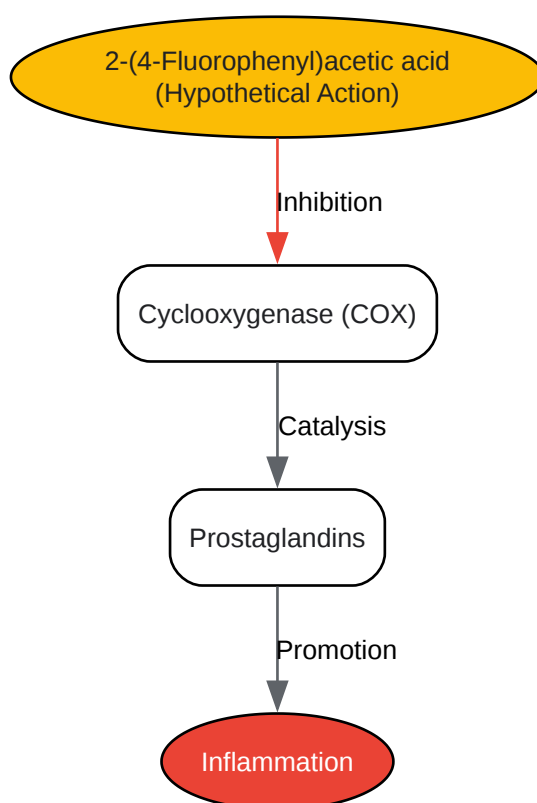 2-(4-Fluorophenyl)acetic acid
(Hypothetical Action)
Inhibition
Cyclooxygenase (COX)
Catalysis
Prostaglandins
Promotion
Inflammation